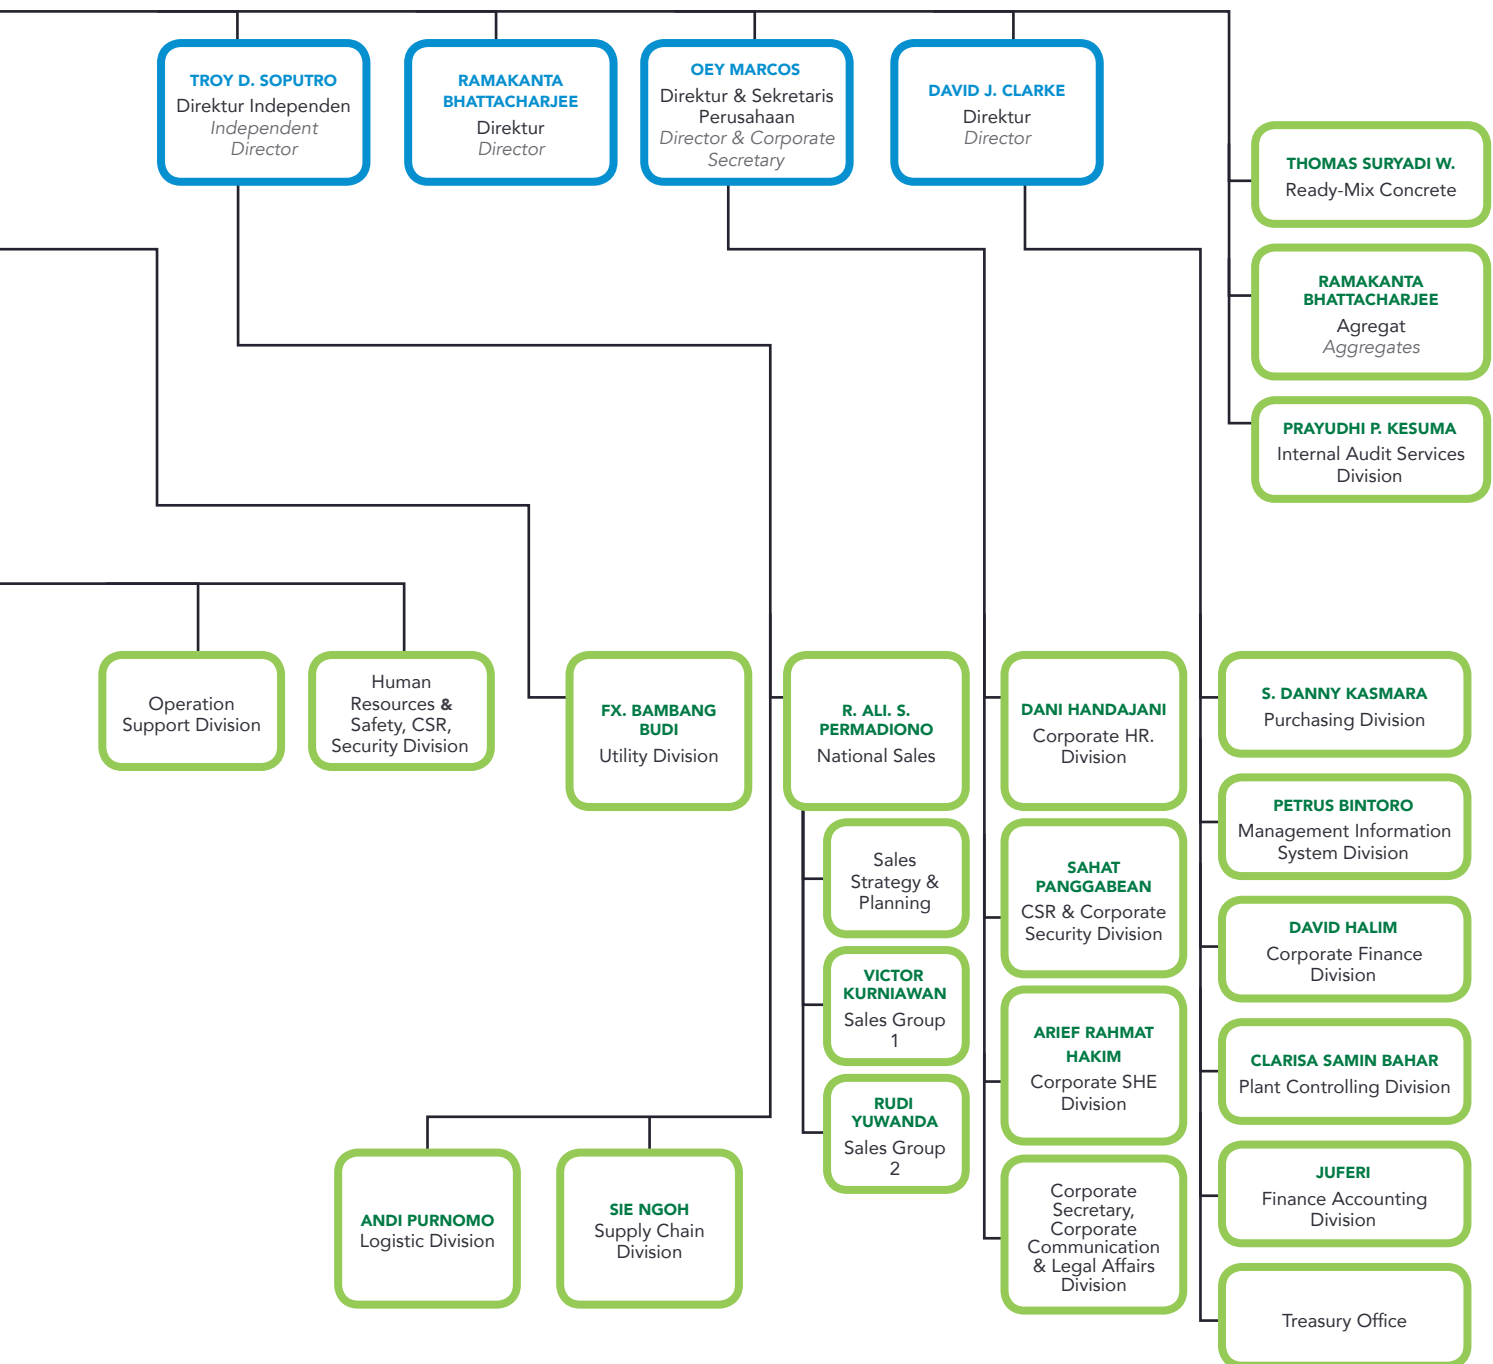 TROY D. SOPUTRO
Direktur Independen
Independent
Director
RAMAKANTA
BHATTACHARJEE
Direktur
Director
OEY MARCOS
Direktur & Sekretaris
Perusahaan
Director & Corporate
Secretary
DAVID J. CLARKE
Direktur
Director
THOMAS SURYADI W.
Ready-Mix Concrete
RAMAKANTA
BHATTACHARJEE
Agregat
Aggregates
PRAYUDHI P. KESUMA
Internal Audit Services
Division
Operation
Support Division
Human
Resources &
Safety, CSR,
Security Division
FX. BAMBANG
BUDI
Utility Division
R. ALI. S.
PERMADIONO
National Sales
Sales
Strategy &
Planning
VICTOR
KURNIAWAN
Sales Group
1
RUDI
YUWANDA
Sales Group
2
ANDI PURNOMO
Logistic Division
SIE NGOH
Supply Chain
Division
DANI HANDAJANI
Corporate HR.
Division
SAHAT
PANGGABEAN
CSR & Corporate
Security Division
ARIEF RAHMAT
HAKIM
Corporate SHE
Division
Corporate
Secretary,
Corporate
Communication
& Legal Affairs
Division
S. DANNY KASMARA
Purchasing Division
PETRUS BINTORO
Management Information
System Division
DAVID HALIM
Corporate Finance
Division
CLARISA SAMIN BAHAR
Plant Controlling Division
JUFERI
Finance Accounting
Division
Treasury Office